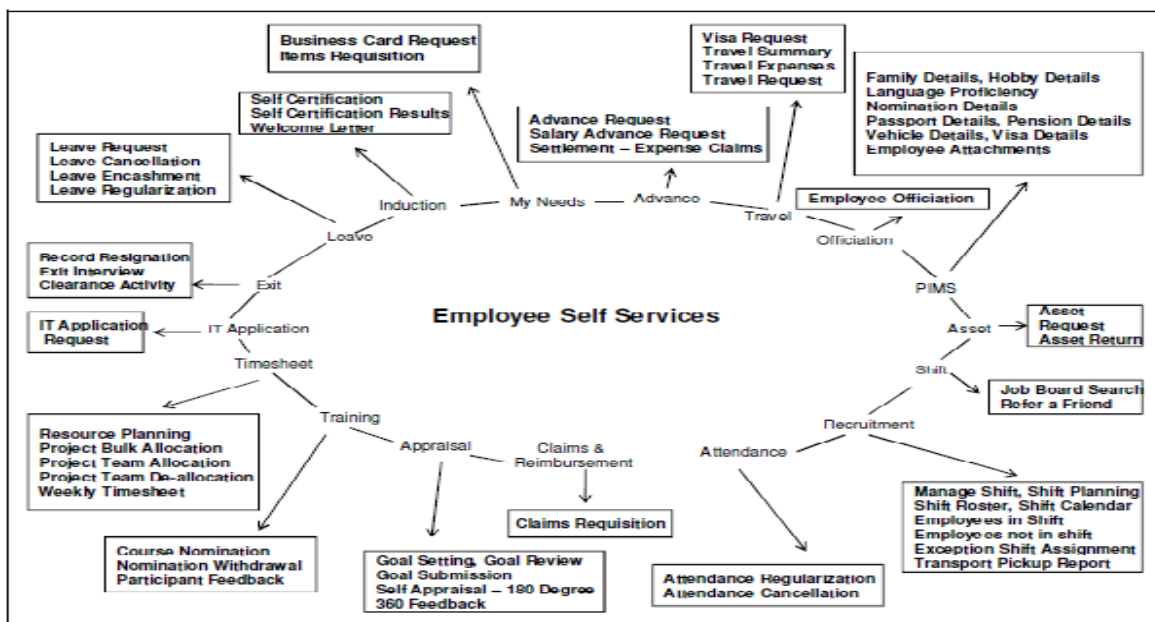 Business Card Request
Items Requisition
Visa Request
Travel Summary
Travel Expenses
Travel Request
Family Details, Hobby Details
Language Proficiency
Nomination Details
Passport Details, Pension Details
Vehicle Details, Visa Details
Employee Attachments
Self Certification
Self Certification Results
Welcome Letter
Advance Request
Salary Advance Request
Settlement – Expense Claims
Leave Request
Leave Cancellation
Leave Encashment
Leave Regularization
Employee Officiation
Induction
My Needs
Advance
Travel
Officiation
Leave
Record Resignation
Exit Interview
Clearance Activity
Exit
PIMS
Employee Self Services
IT Application
Request
IT Application
Asset
Asset
Request
Asset Return
Timesheet
Shift
Job Board Search
Refer a Friend
Training
Recruitment
Appraisal
Claims &
Reimbursement
Attendance
Resource Planning
Project Bulk Allocation
Project Team Allocation
Project Team De-allocation
Weekly Timesheet
Manage Shift, Shift Planning
Shift Roster, Shift Calendar
Employees in Shift
Employees not in shift
Exception Shift Assignment
Transport Pickup Report
Claims Requisition
Course Nomination
Nomination Withdrawal
Participant Feedback
Goal Setting, Goal Review
Goal Submission
Self Appraisal – 180 Degree
360 Feedback
Attendance Regularization
Attendance Cancellation